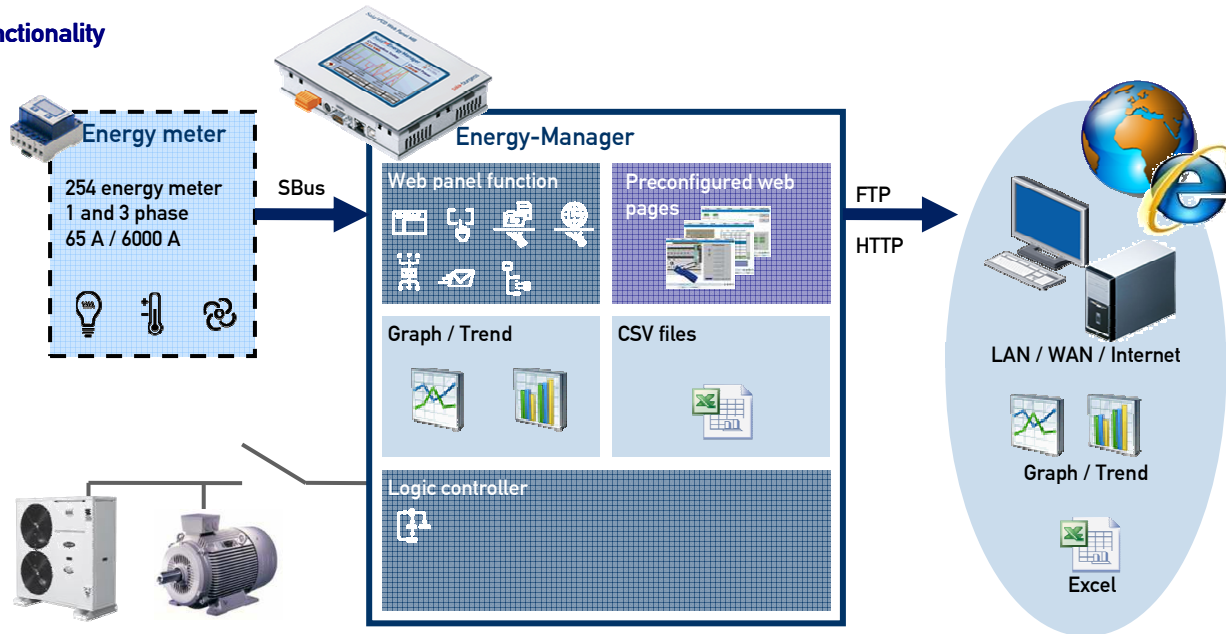 nctionality
Energy meter
254 energy meter
1 and 3 phase
65 A / 6000 A
SBus
Energy-Manager
Web panel function
Preconfigured web
pages
Graph / Trend
CSV files
Logic controller
FTP
HTTP
LAN / WAN / Internet
Graph / Trend
Excel